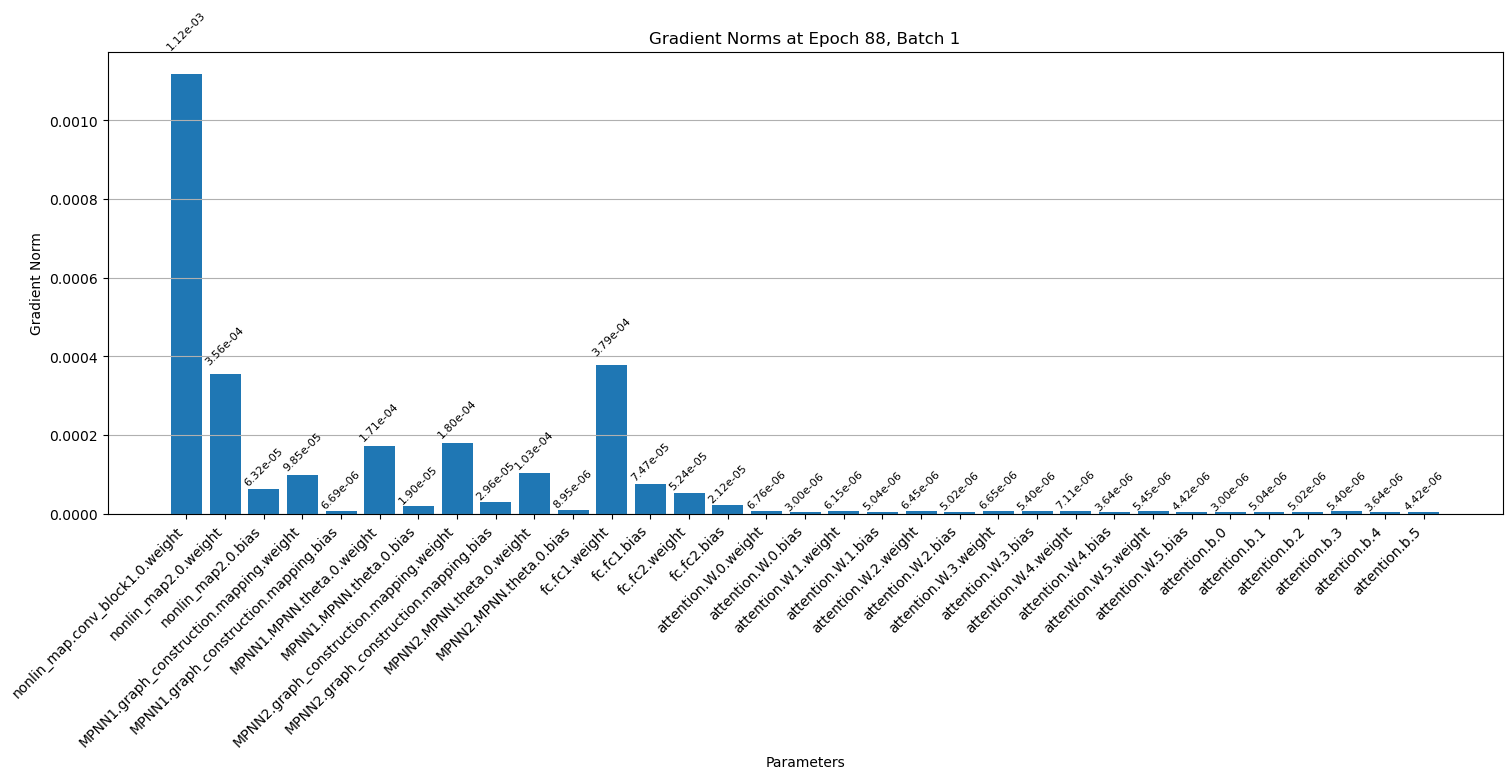 Gradient Norms at Epoch 88, Batch 1
Gradient Norm
0.0010
0.0008
0.0006
0.0004
0.0002
0.0000
1.12e-03
3.56e-04
6.32e-05
9.85e-05
6.69e-06
1.71e-04
1.90e-05
1.80e-04
2.96e-05
1.03e-04
8.95e-06
3.79e-04
7.47e-05
5.24e-05
2.12e-05
6.76e-06
3.00e-06
6.15e-06
5.04e-06
6.45e-06
5.02e-06
6.65e-06
5.40e-06
7.11e-06
3.64e-06
5.45e-06
4.42e-06
3.00e-06
5.04e-06
5.02e-06
5.40e-06
3.64e-06
4.42e-06
nonlin_map.conv_block1.0.weight
nonlin_map2.0.weight
nonlin_map2.0.bias
MPNN1.graph_construction.mapping.weight
MPNN1.graph_construction.mapping.bias
MPNN1.MPNN.theta.0.weight
MPNN1.MPNN.theta.0.bias
MPNN2.graph_construction.mapping.weight
MPNN2.graph_construction.mapping.bias
MPNN2.MPNN.theta.0.weight
MPNN2.MPNN.theta.0.bias
fc.fc1.weight
fc.fc1.bias
fc.fc2.weight
fc.fc2.bias
attention.W.0.weight
attention.W.0.bias
attention.W.1.weight
attention.W.1.bias
attention.W.2.weight
attention.W.2.bias
attention.W.3.weight
attention.W.3.bias
attention.W.4.weight
attention.W.4.bias
attention.W.5.weight
attention.W.5.bias
attention.b.0
attention.b.1
attention.b.2
attention.b.3
attention.b.4
attention.b.5
Parameters